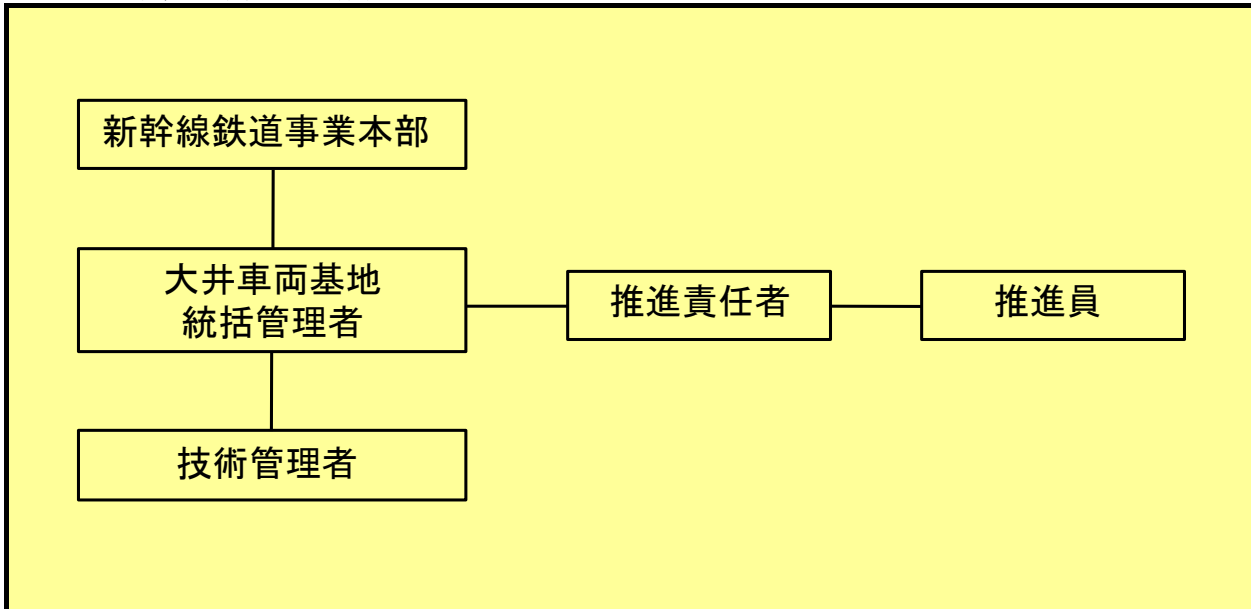 新幹線鉄道事業本部
大井車両基地
統括管理者
推進責任者
推進員
技術管理者